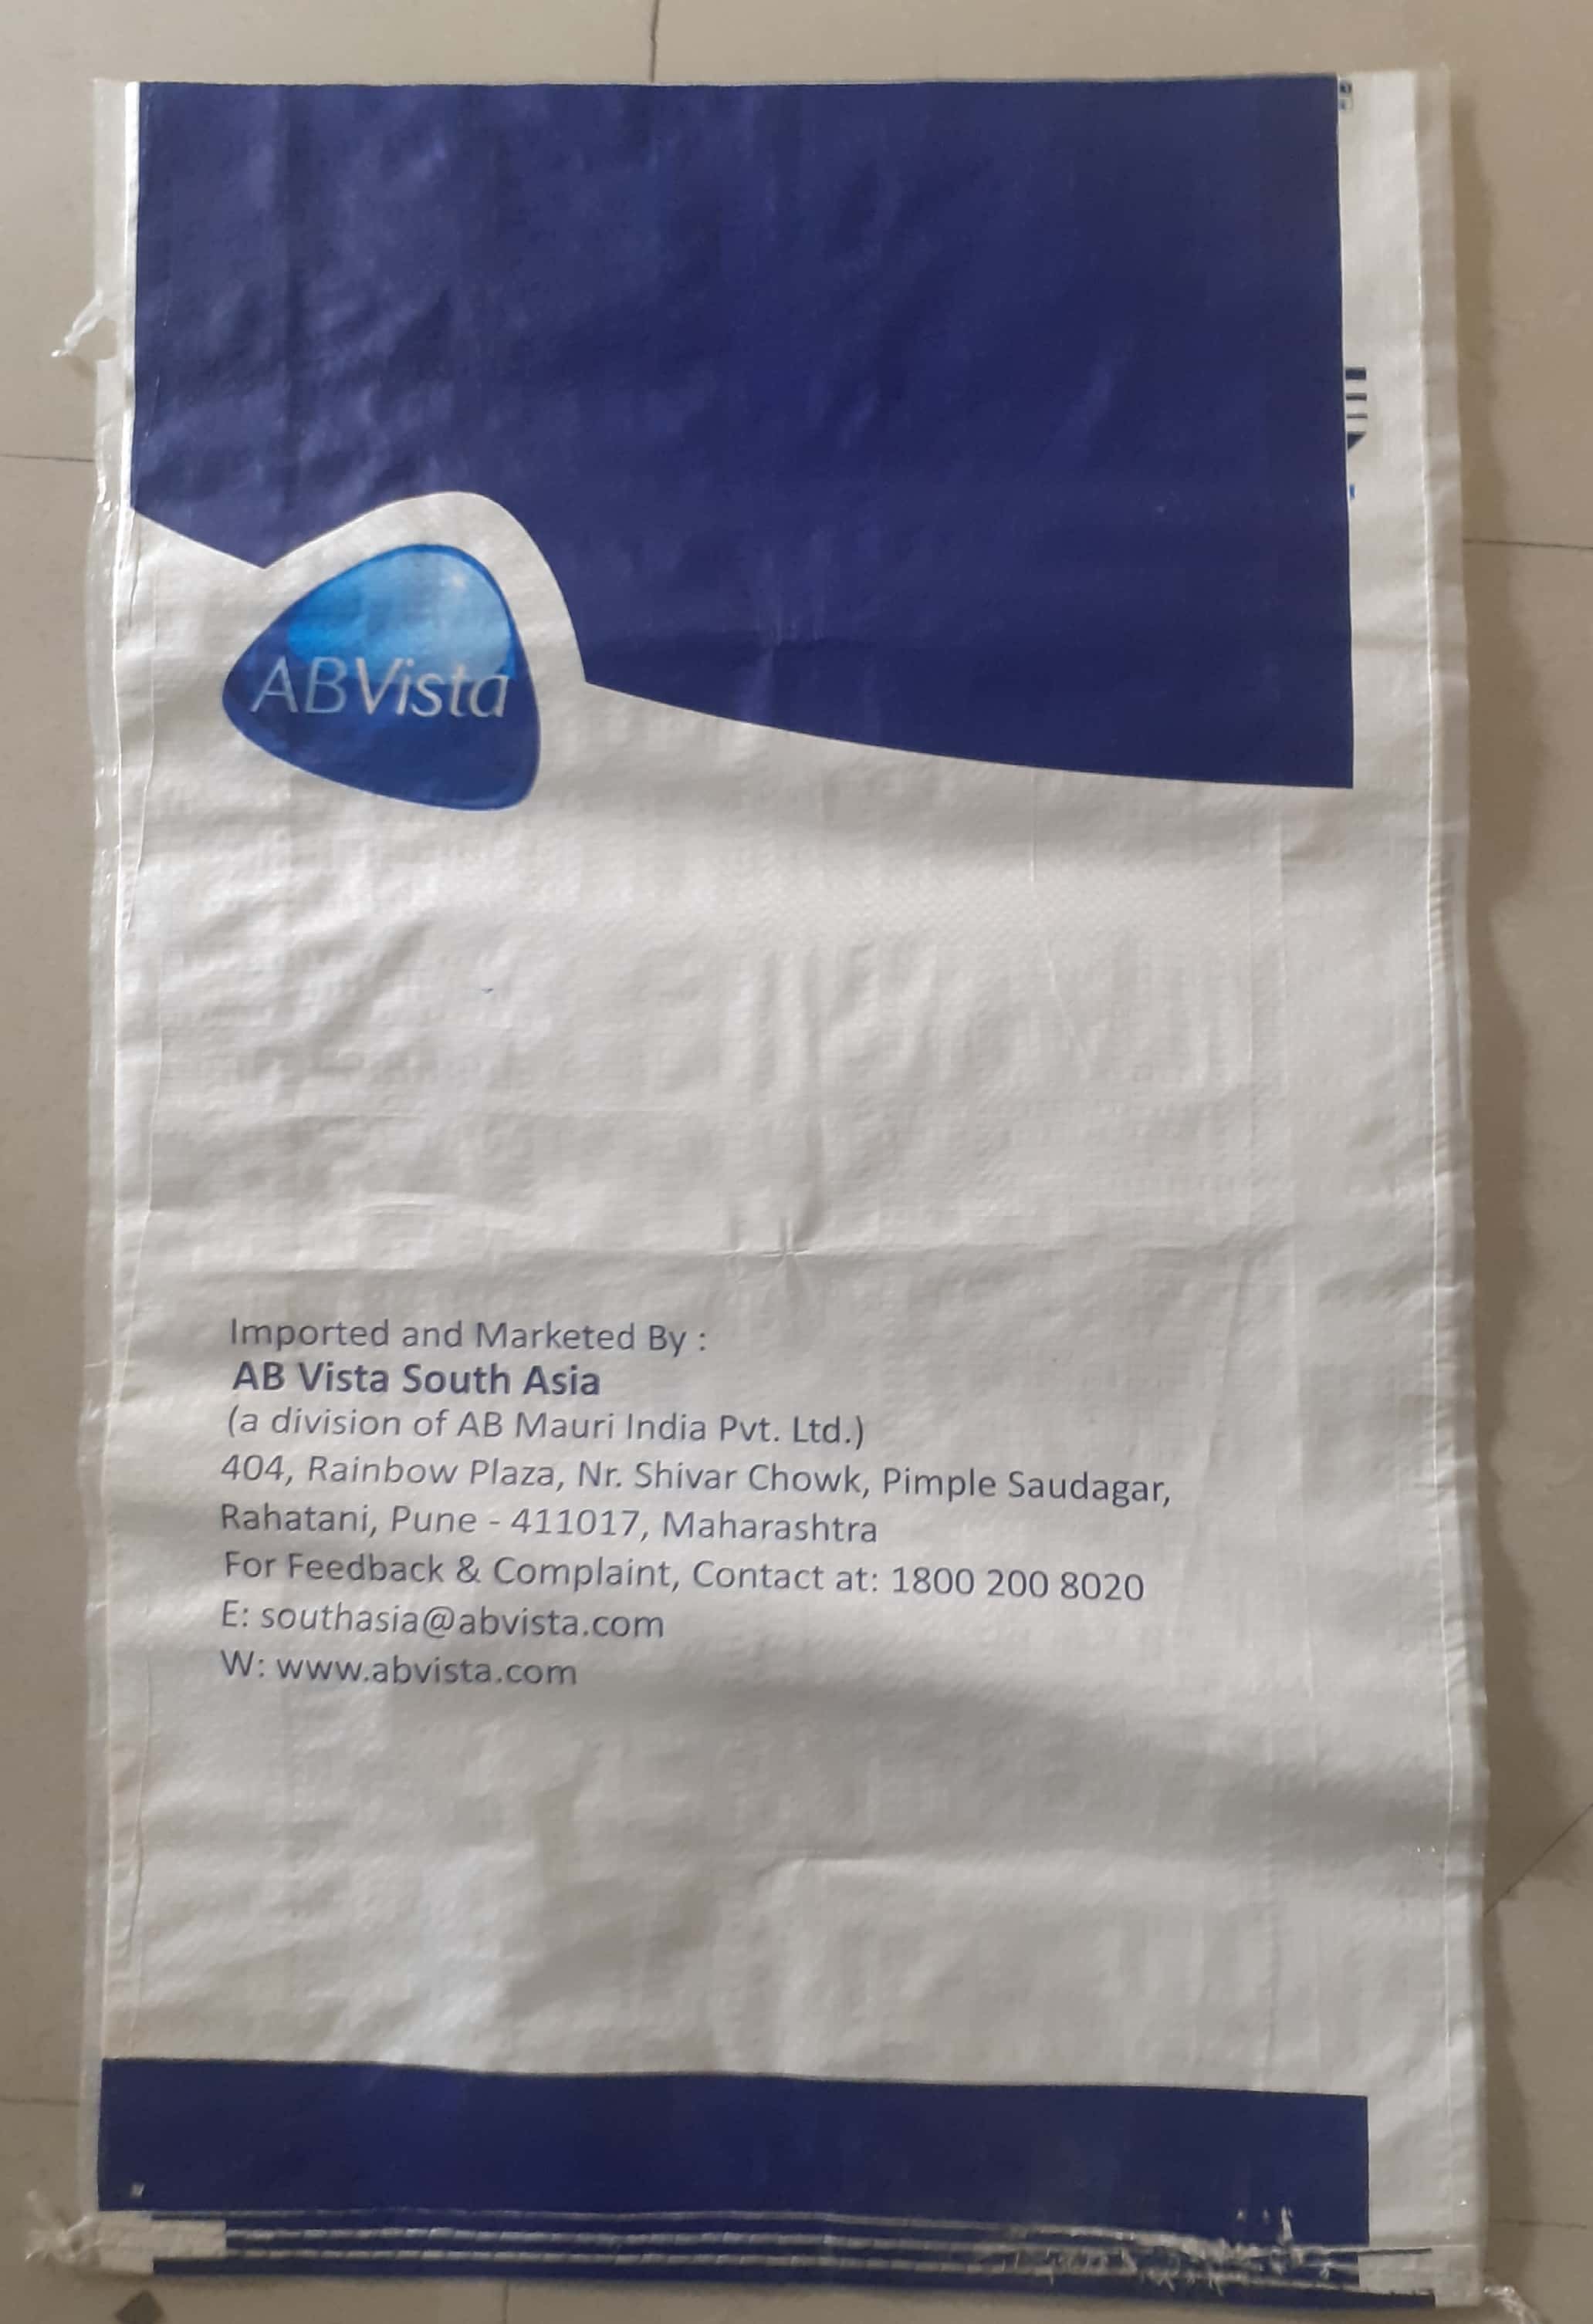 ABVista
Imported and Marketed By :
AB Vista South Asia
(a division of AB Mauri India Pvt. Ltd.)
404, Rainbow Plaza, Nr. Shivar Chowk, Pimple Saudagar,
Rahatani, Pune - 411017, Maharashtra
For Feedback & Complaint, Contact at: 1800 200 8020
E: southasia@abvista.com
W: www.abvista.com